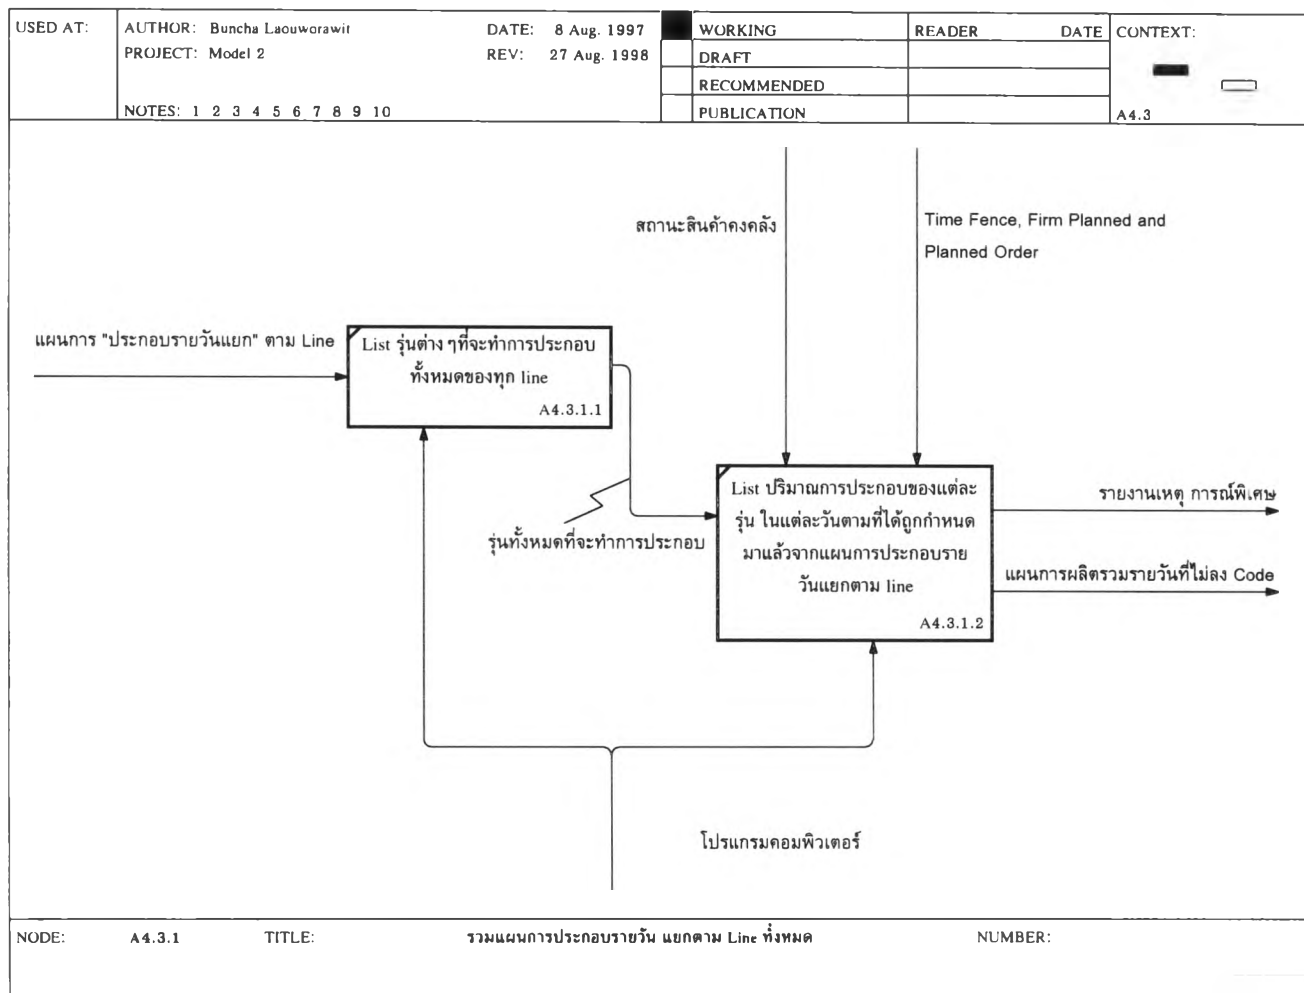 USED AT:
AUTHOR: Buncha Laouworawit
DATE: 8 Aug. 1997
WORKING
READER
DATE
CONTEXT:
PROJECT: Model 2
REV: 27 Aug. 1998
DRAFT
RECOMMENDED
NOTES: 1 2 3 4 5 6 7 8 9 10
PUBLICATION
A4.3
สถานะสินค้าคงคลัง
Time Fence, Firm Planned and
Planned Order
แผนการ "ประกอบรายวันแยก" ตาม Line
List รุ่นต่าง ๆที่จะทำการประกอบ
ทั้งหมดของทุก line
A4.3.1.1
รุ่นทั้งหมดที่จะทำการประกอบ
List ปริมาณการประกอบของแต่ละ
รุ่น ในแต่ละวันตามที่ได้ถูกกำหนด
มาแล้วจากแผนการประกอบราย
วันแยกตาม line
A4.3.1.2
รายงานเหตุ การณ์พิเศษ
แผนการผลิตรวมรายวันที่ไม่ลง Code
โปรแกรมคอมพิวเตอร์
NODE: A4.3.1
TITLE: รวมแผนการประกอบรายวัน แยกตาม Line ทั้งหมด
NUMBER: